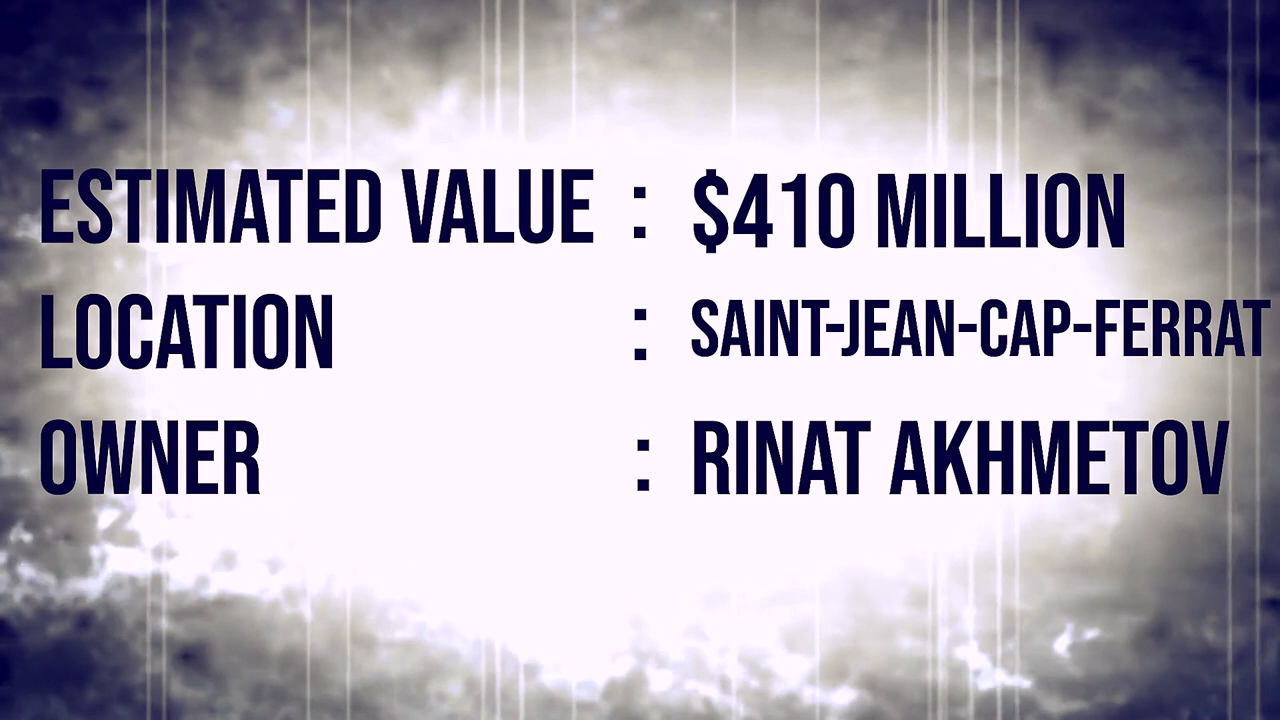 ESTIMATED VALUE : $410 MILLION
LOCATION : SAINT-JEAN-CAP-FERRAT
OWNER : RINAT AKHMETOV